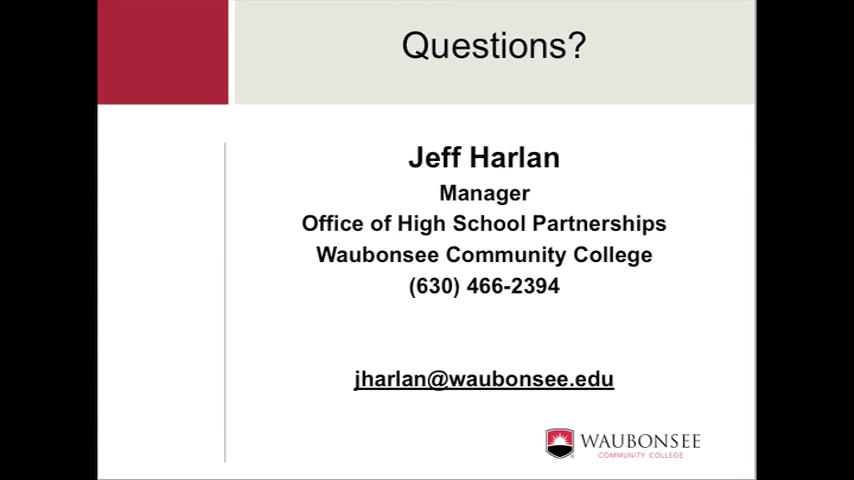 Questions?
Jeff Harlan
Manager
Office of High School Partnerships
Waubonsee Community College
(630) 466-2394
jharlan@waubonsee.edu
WAUBONSEE
COMMUNITY COLLEGE